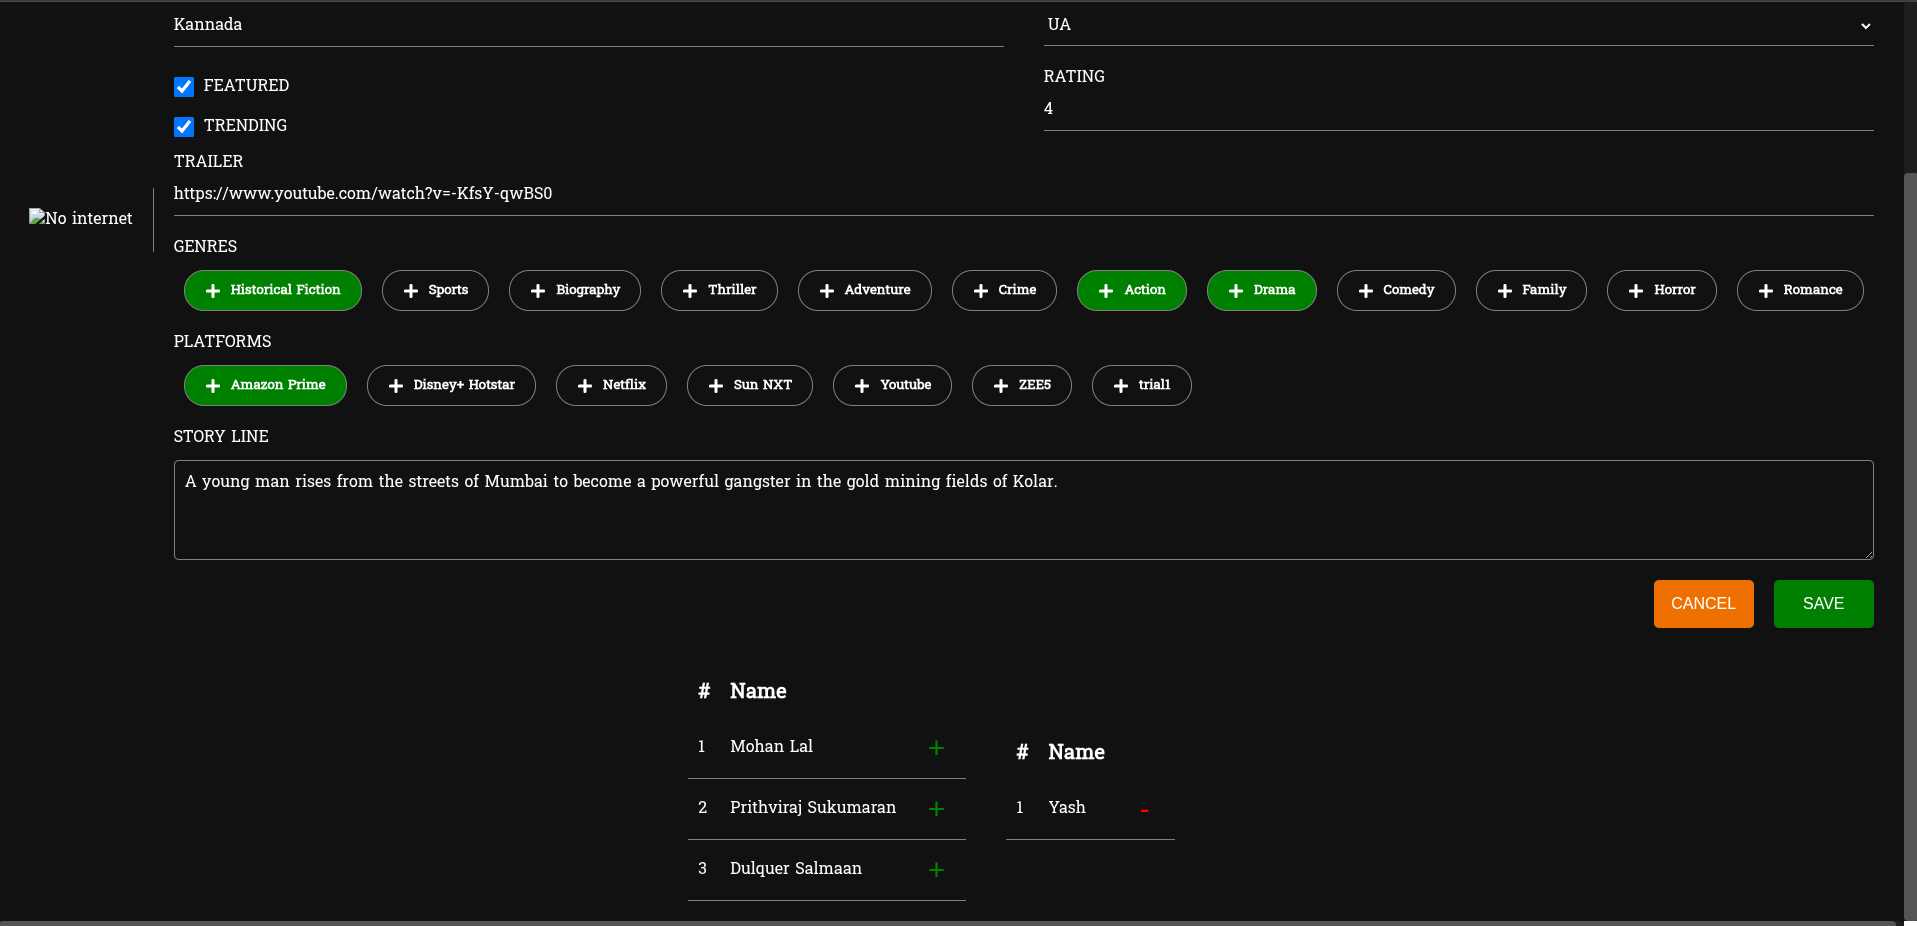 Kannada
UA
FEATURED
RATING
4
TRENDING
TRAILER
https://www.youtube.com/watch?v=-KfsY-qwBS0
No internet
GENRES
Historical Fiction
Sports
Biography
Thriller
Adventure
Crime
Action
Drama
Comedy
Family
Horror
Romance
PLATFORMS
Amazon Prime
Disney+ Hotstar
Netflix
Sun NXT
Youtube
ZEE5
trial1
STORY LINE
A young man rises from the streets of Mumbai to become a powerful gangster in the gold mining fields of Kolar.
CANCEL
SAVE
# Name
1 Mohan Lal +
2 Prithviraj Sukumaran +
3 Dulquer Salmaan +
# Name
1 Yash -